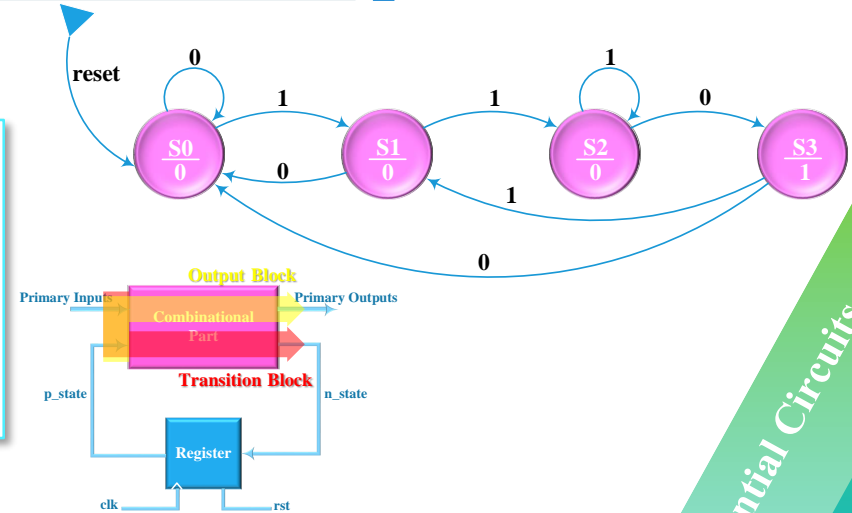 reset
0
1
1
1
0
S0
0
S1
0
S2
0
S3
1
0
1
0
Output Block
Primary Inputs
Primary Outputs
Combinational
Part
Transition Block
p_state
n_state
Register
clk
rst
ntial Circuits